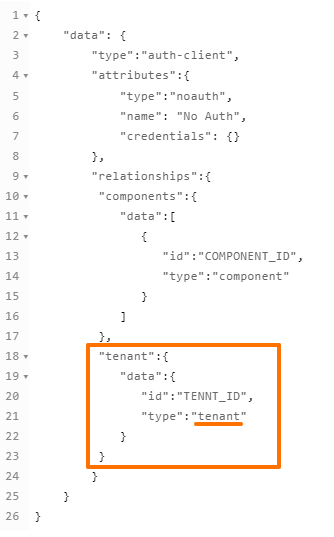 1 {
2 "data": {
3 "type":"auth-client",
4 "attributes":{
5 "type":"noauth",
6 "name": "No Auth",
7 "credentials": {}
8 },
9 "relationships":{
10 "components":{
11 "data":[
12 {
13 "id":"COMPONENT_ID",
14 "type":"component"
15 }
16 ]
17 },
18 "tenant":{
19 "data":{
20 "id":"TENNT_ID",
21 "type":"tenant"
22 }
23 }
24 }
25 }
26 }